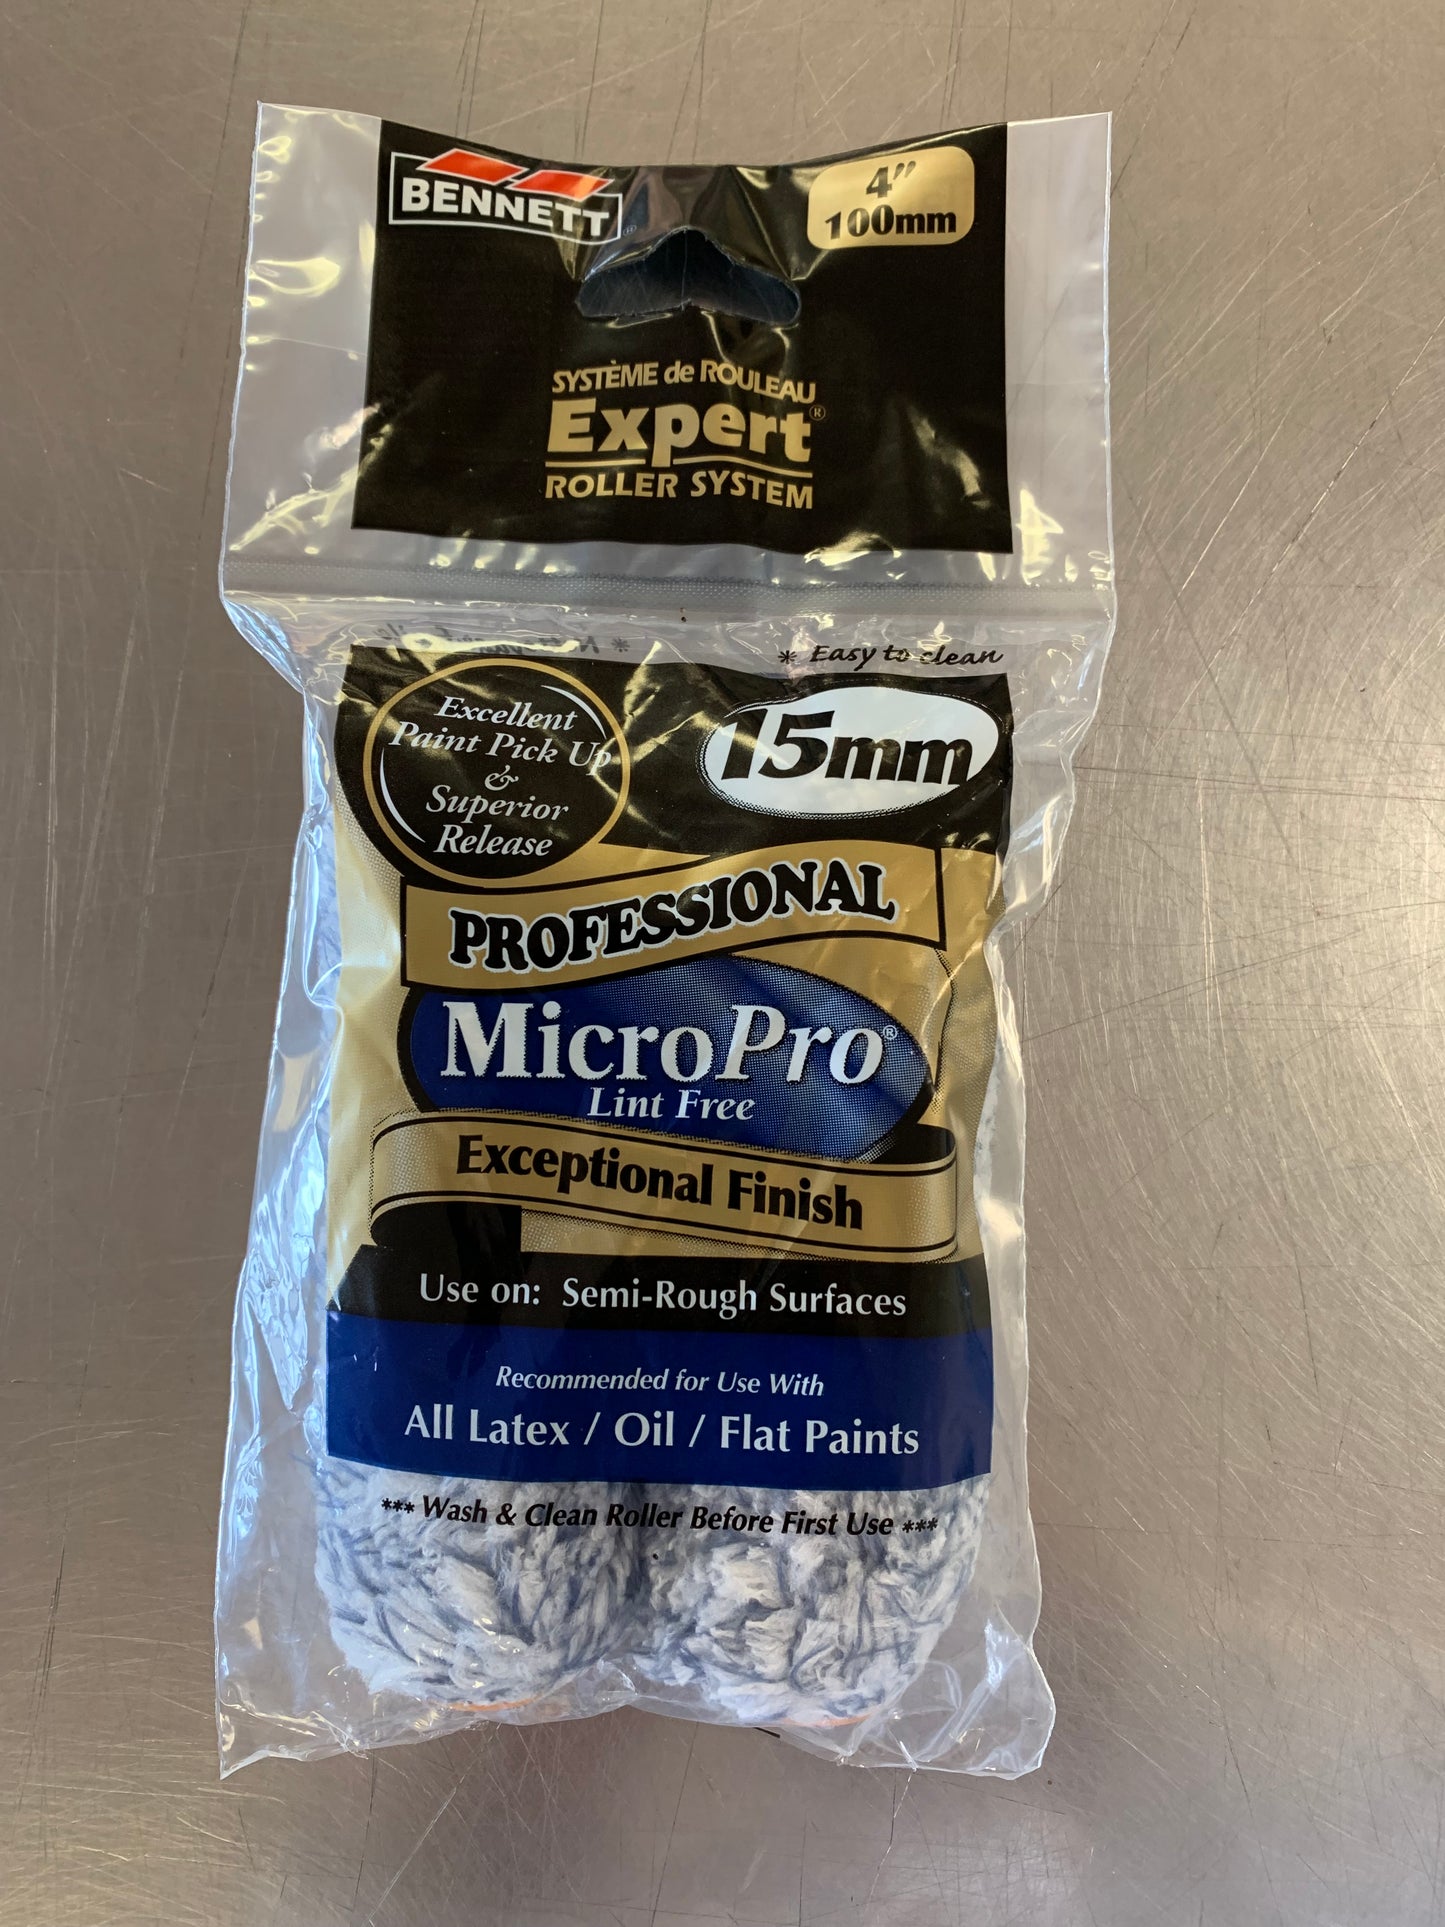 BENNETT®
4"
100mm
SYSTÈME de ROULEAU
Expert®
ROLLER SYSTEM
* Easy to clean
Excellent
Paint Pick Up
&
Superior
Release
15mm
PROFESSIONAL
MicroPro®
Lint Free
Exceptional Finish
Use on: Semi-Rough Surfaces
Recommended for Use With
All Latex / Oil / Flat Paints
*** Wash & Clean Roller Before First Use ***